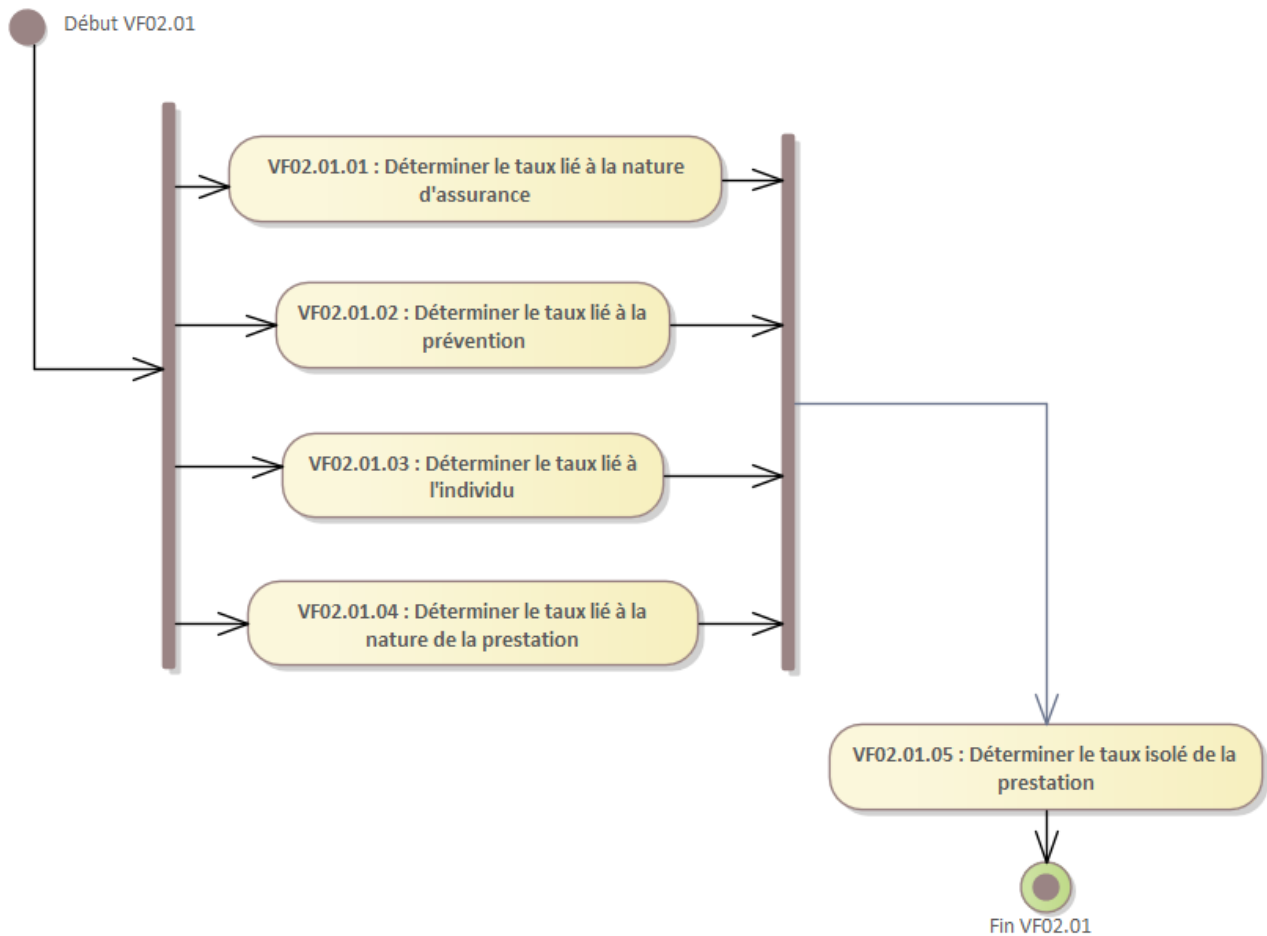 Début VF02.01
VF02.01.01 : Déterminer le taux lié à la nature
d'assurance
VF02.01.02 : Déterminer le taux lié à la
prévention
VF02.01.03 : Déterminer le taux lié à
l'individu
VF02.01.04 : Déterminer le taux lié à la
nature de la prestation
VF02.01.05 : Déterminer le taux isolé de la
prestation
Fin VF02.01